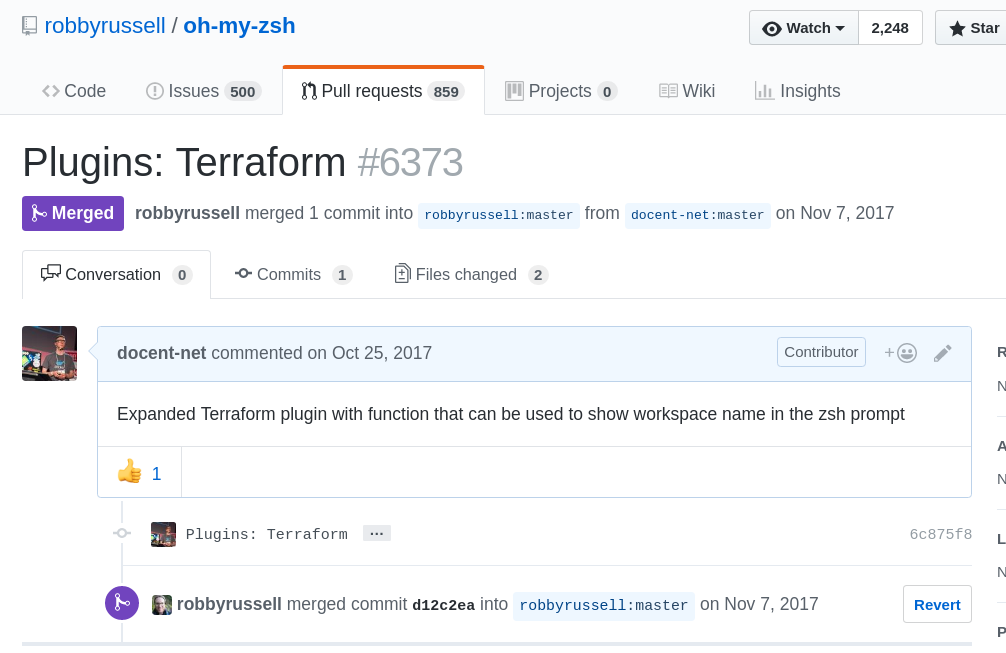 robbyrussell / oh-my-zsh Watch 2,248 Star
Code Issues 500 Pull requests 859 Projects 0 Wiki Insights
Plugins: Terraform #6373
Merged robbyrussell merged 1 commit into robbyrussell:master from docent-net:master on Nov 7, 2017
Conversation 0 Commits 1 Files changed 2
docent-net commented on Oct 25, 2017 Contributor +
R
N
Expanded Terraform plugin with function that can be used to show workspace name in the zsh prompt
A
1
N
Plugins: Terraform ... 6c875f8
L
N
robbyrussell merged commit d12c2ea into robbyrussell:master on Nov 7, 2017 Revert
P